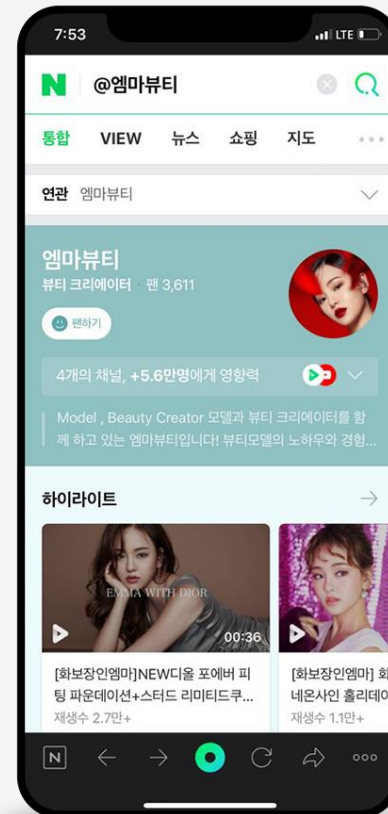 7:53
LTE
N @엠마뷰티
통합 VIEW 뉴스 쇼핑 지도
연관 엠마뷰티
엠마뷰티
뷰티 크리에이터 팬 3,611
팬하기
4개의 채널, +5.6만명에게 영향력
Model , Beauty Creator 모델과 뷰티 크리에이터를 함
께 하고 있는 엠마뷰티입니다! 뷰티모델의 노하우와 경험...
하이라이트
EMMA WITH DIOR
00:36
[화보장인엠마]NEW디올 포에버 피
팅 파운데이션+스터드 리미티드쿠...
재생수 2.7만+
[화보장인엠마]
네온사인 홀리데이
재생수 1.1만+
N